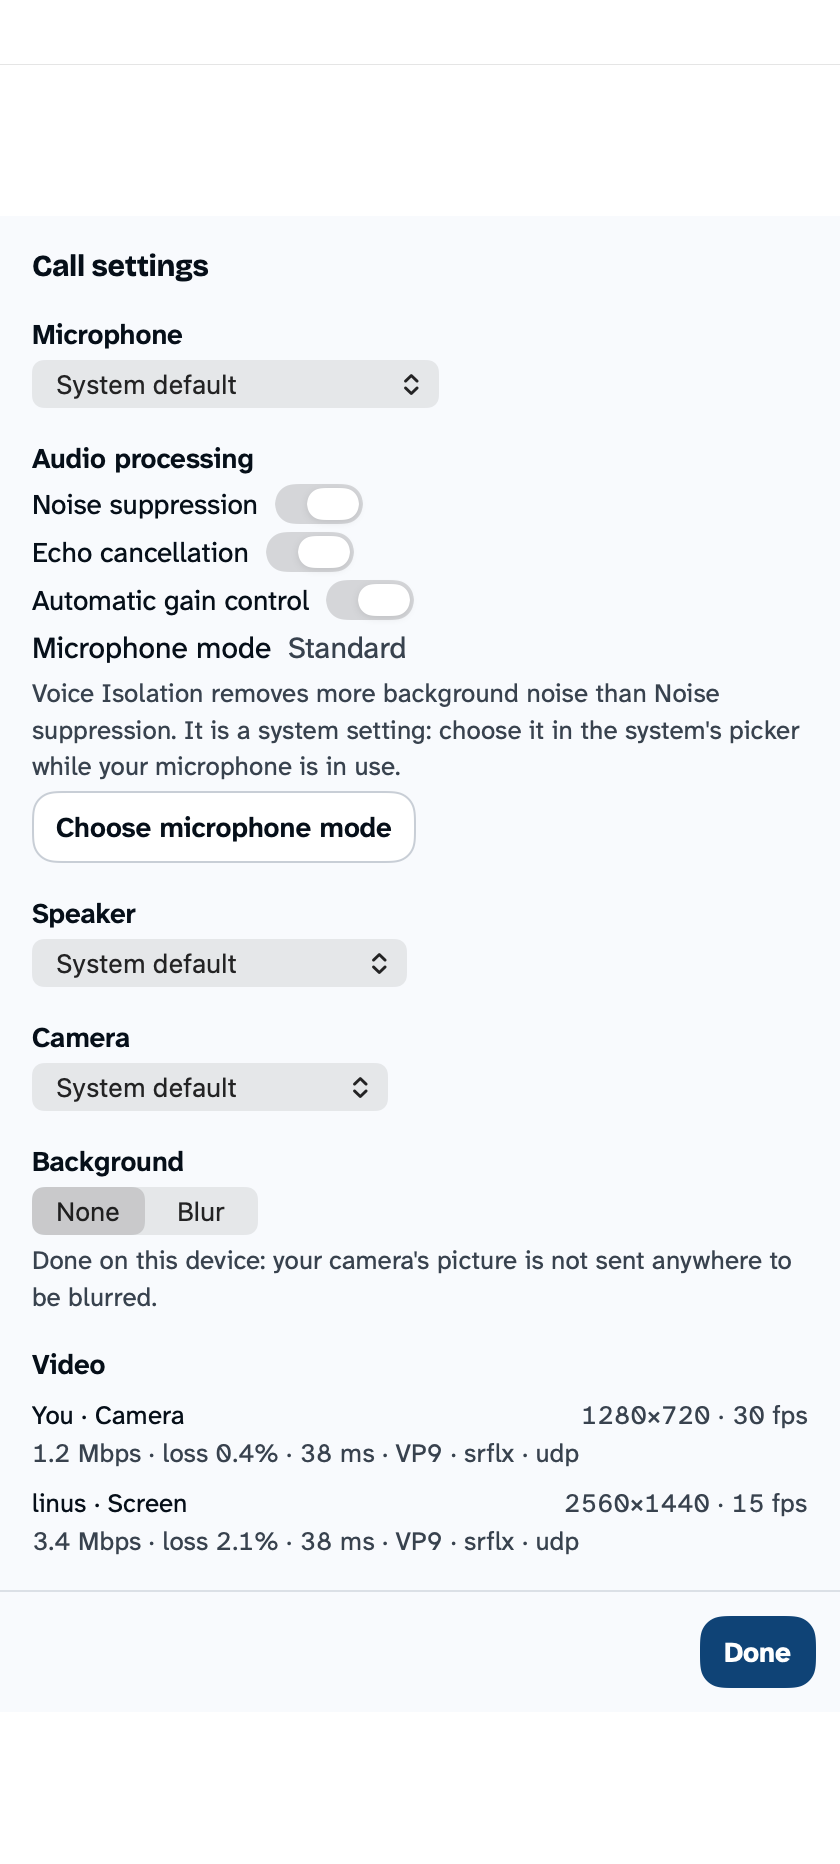 Call settings
Microphone
System default
Audio processing
Noise suppression
Echo cancellation
Automatic gain control
Microphone mode Standard
Voice Isolation removes more background noise than Noise
suppression. It is a system setting: choose it in the system's picker
while your microphone is in use.
Choose microphone mode
Speaker
System default
Camera
System default
Background
None Blur
Done on this device: your camera's picture is not sent anywhere to
be blurred.
Video
You · Camera 1280×720 · 30 fps
1.2 Mbps · loss 0.4% · 38 ms · VP9 · srflx · udp
linus · Screen 2560×1440 · 15 fps
3.4 Mbps · loss 2.1% · 38 ms · VP9 · srflx · udp
Done